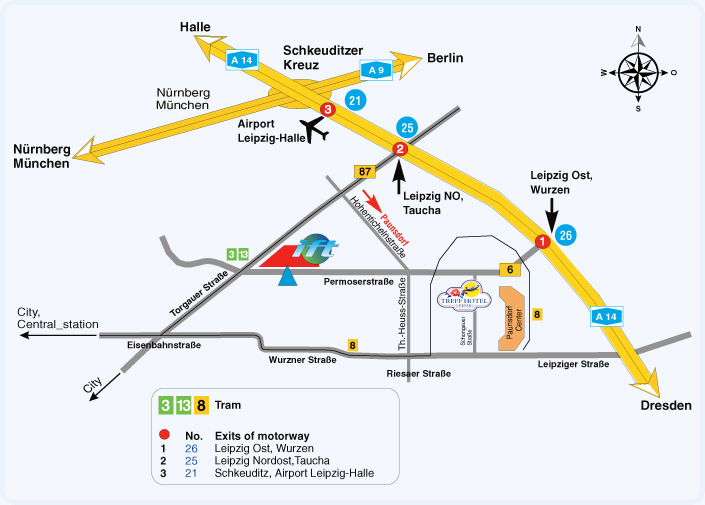 Halle
A 14
Schkeuditzer
Kreuz
A 9
Berlin
N
W
O
S
Nürnberg
München
21
3
Airport
Leipzig-Halle
25
2
Nürnberg
München
87
Leipzig NO,
Taucha
Leipzig Ost,
Wurzen
Paunsdorf
Hohentichelnstraße
1
26
3 13
ift
6
Permoserstraße
Torgauer Straße
TREFF HOTEL
LEIPZIG
Paunsdorf
Center
8
A 14
City,
Central_station
Th.-Heuss-Straße
Schongauer
Straße
Eisenbahnstraße
8
Wurzner Straße
Riesaer Straße
Leipziger Straße
City
Dresden
3 13 8 Tram
No. Exits of motorway
1 26 Leipzig Ost, Wurzen
2 25 Leipzig Nordost,Taucha
3 21 Schkeuditz, Airport Leipzig-Halle